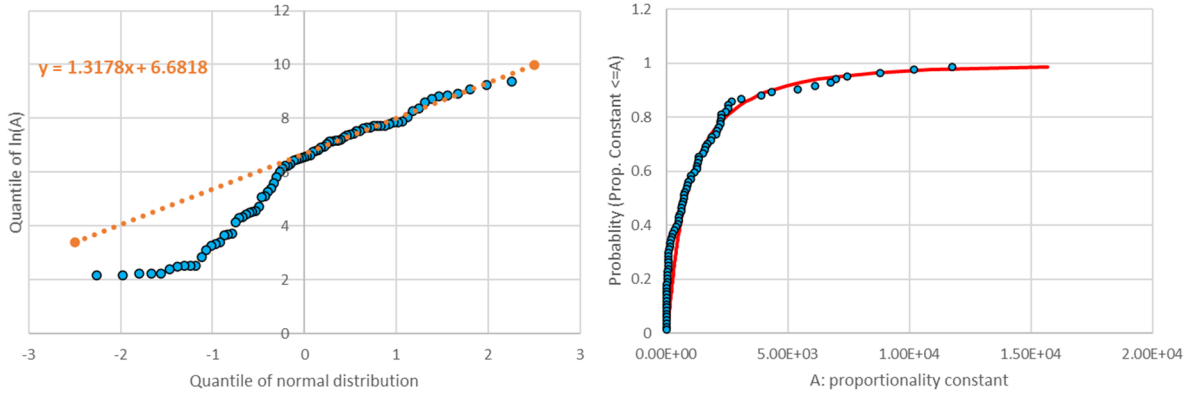 12
10
8
6
4
2
0
-3 -2 -1 0 1 2 3
Quantile of ln(A)
Quantile of normal distribution
y = 1.3178x + 6.6818
1.2
1
0.8
0.6
0.4
0.2
0
0.00E+00 5.00E+03 1.00E+04 1.50E+04 2.00E+04
Probablity (Prop. Constant <=A)
A: proportionality constant